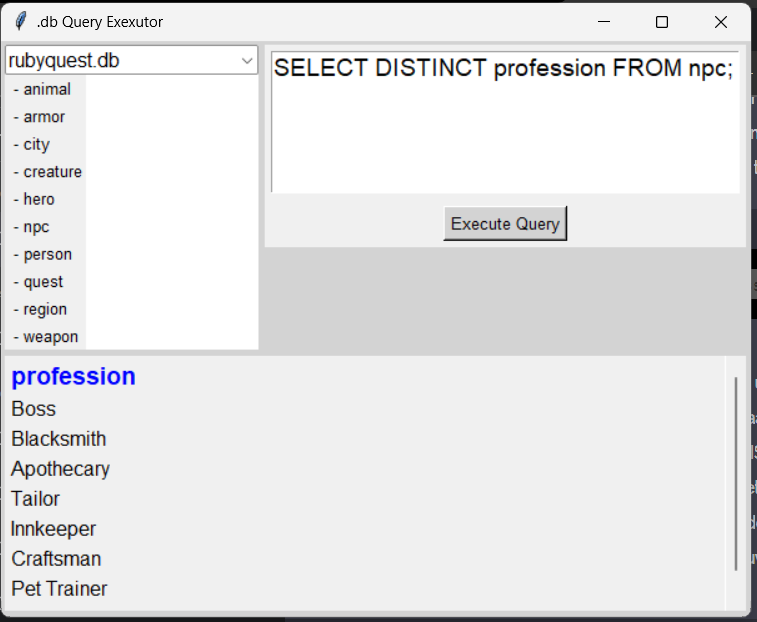 .db Query Exexutor
rubyquest.db
- animal
- armor
- city
- creature
- hero
- npc
- person
- quest
- region
- weapon
SELECT DISTINCT profession FROM npc;
Execute Query
profession
Boss
Blacksmith
Apothecary
Tailor
Innkeeper
Craftsman
Pet Trainer